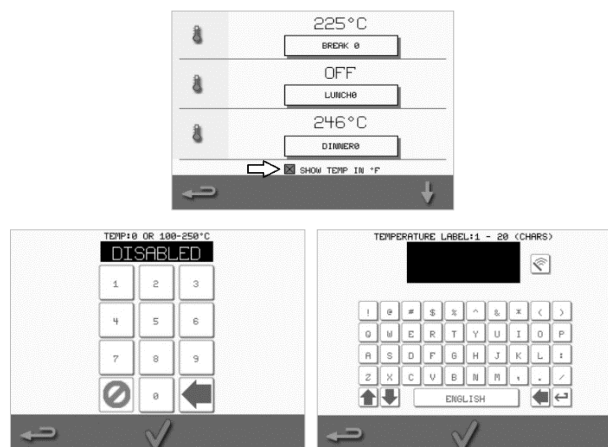 225°C
BREAK 0
OFF
LUNCH0
246°C
DINNER0
SHOW TEMP IN °F
TEMP:0 OR 100-250°C
DISABLED
1 2 3
4 5 6
7 8 9
0
TEMPERATURE LABEL:1 - 20 (CHARS)
! @ # $ % ^ & * ( )
Q W E R T Y U I O P
A S D F G H J K L :
Z X C V B N M , . /
ENGLISH